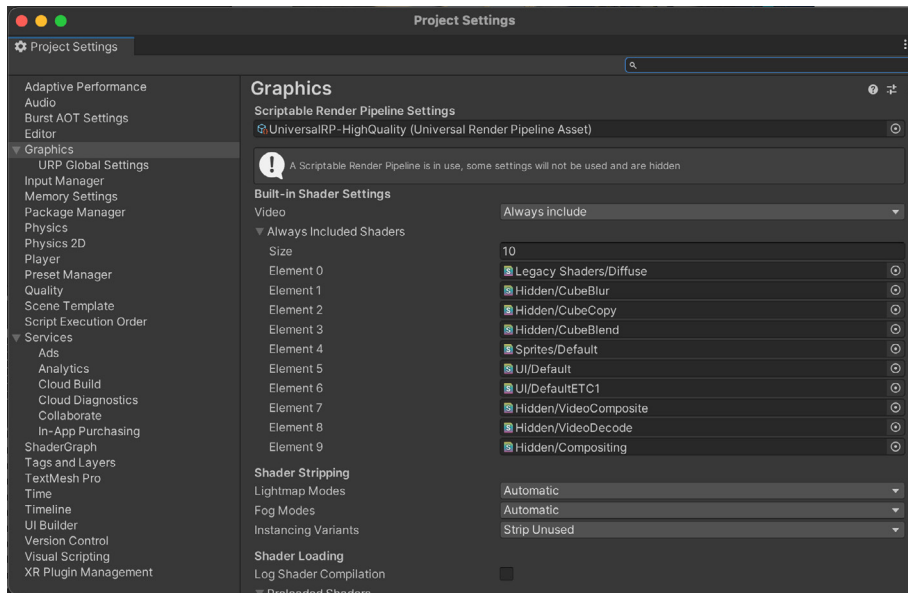 Project Settings
Project Settings
Adaptive Performance
Audio
Burst AOT Settings
Editor
Graphics
URP Global Settings
Input Manager
Memory Settings
Package Manager
Physics
Physics 2D
Player
Preset Manager
Quality
Scene Template
Script Execution Order
Services
Ads
Analytics
Cloud Build
Cloud Diagnostics
Collaborate
In-App Purchasing
ShaderGraph
Tags and Layers
TextMesh Pro
Time
Timeline
UI Builder
Version Control
Visual Scripting
XR Plugin Management
Graphics
Scriptable Render Pipeline Settings
UniversalRP-HighQuality (Universal Render Pipeline Asset)
A Scriptable Render Pipeline is in use, some settings will not be used and are hidden
Built-in Shader Settings
Video Always include
Always Included Shaders
Size 10
Element 0 Legacy Shaders/Diffuse
Element 1 Hidden/CubeBlur
Element 2 Hidden/CubeCopy
Element 3 Hidden/CubeBlend
Element 4 Sprites/Default
Element 5 UI/Default
Element 6 UI/DefaultETC1
Element 7 Hidden/VideoComposite
Element 8 Hidden/VideoDecode
Element 9 Hidden/Compositing
Shader Stripping
Lightmap Modes Automatic
Fog Modes Automatic
Instancing Variants Strip Unused
Shader Loading
Log Shader Compilation
Preloaded Shaders